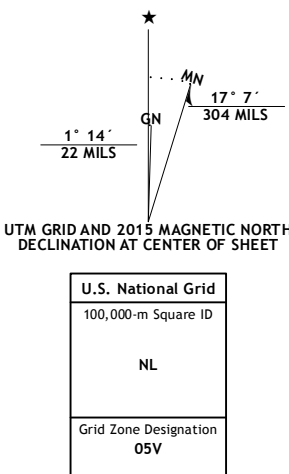 ★
MN
GN
17° 7´
304 MILS
1° 14´
22 MILS
UTM GRID AND 2015 MAGNETIC NORTH
DECLINATION AT CENTER OF SHEET
U.S. National Grid
100,000-m Square ID
NL
Grid Zone Designation
05V